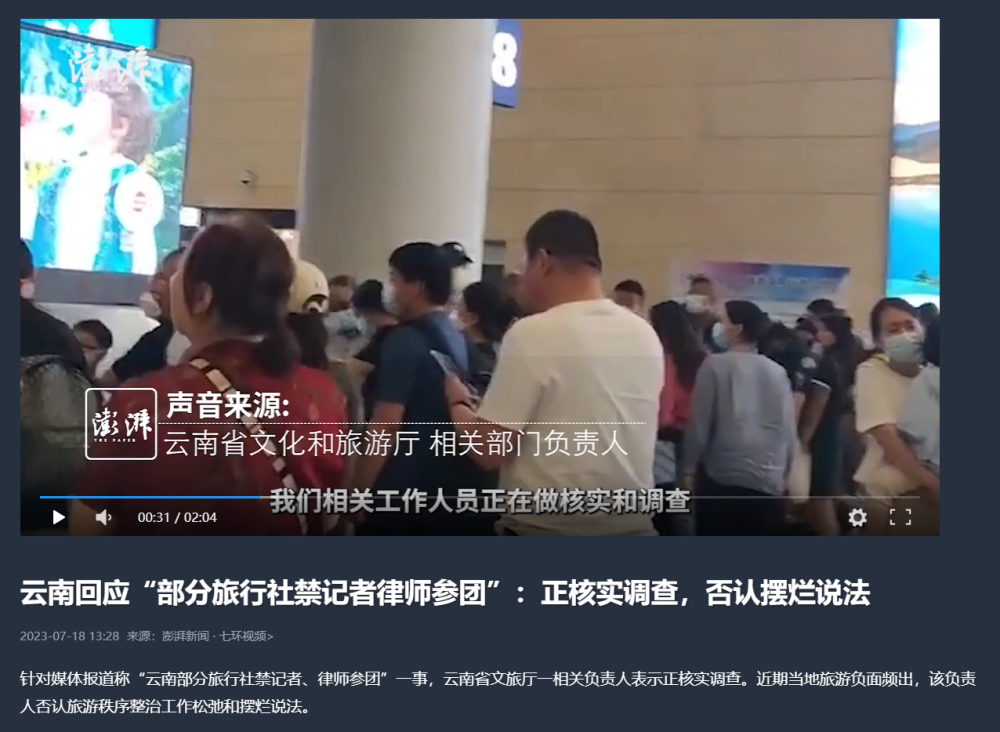 澎湃
8
澎湃
THE PAPER
声音来源:
云南省文化和旅游厅 相关部门负责人
我们相关工作人员正在做核实和调查
00:31 / 02:04
云南回应“部分旅行社禁记者律师参团”：正核实调查，否认摆烂说法
2023-07-18 13:28 来源：澎湃新闻 · 七环视频>
针对媒体报道称“云南部分旅行社禁记者、律师参团”一事，云南省文旅厅一相关负责人表示正核实调查。近期当地旅游负面频出，该负责
人否认旅游秩序整治工作松弛和摆烂说法。